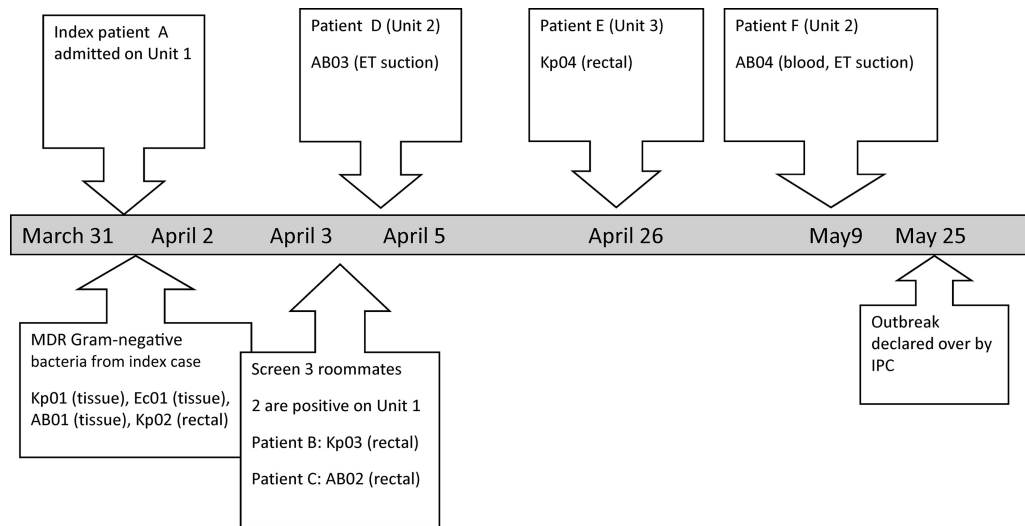 Index patient A
admitted on Unit 1
Patient D (Unit 2)
AB03 (ET suction)
Patient E (Unit 3)
Kp04 (rectal)
Patient F (Unit 2)
AB04 (blood, ET suction)
March 31 April 2 April 3 April 5 April 26 May9 May 25
MDR Gram-negative
bacteria from index case
Kp01 (tissue), Ec01 (tissue),
AB01 (tissue), Kp02 (rectal)
Screen 3 roommates
2 are positive on Unit 1
Patient B: Kp03 (rectal)
Patient C: AB02 (rectal)
Outbreak
declared over by
IPC